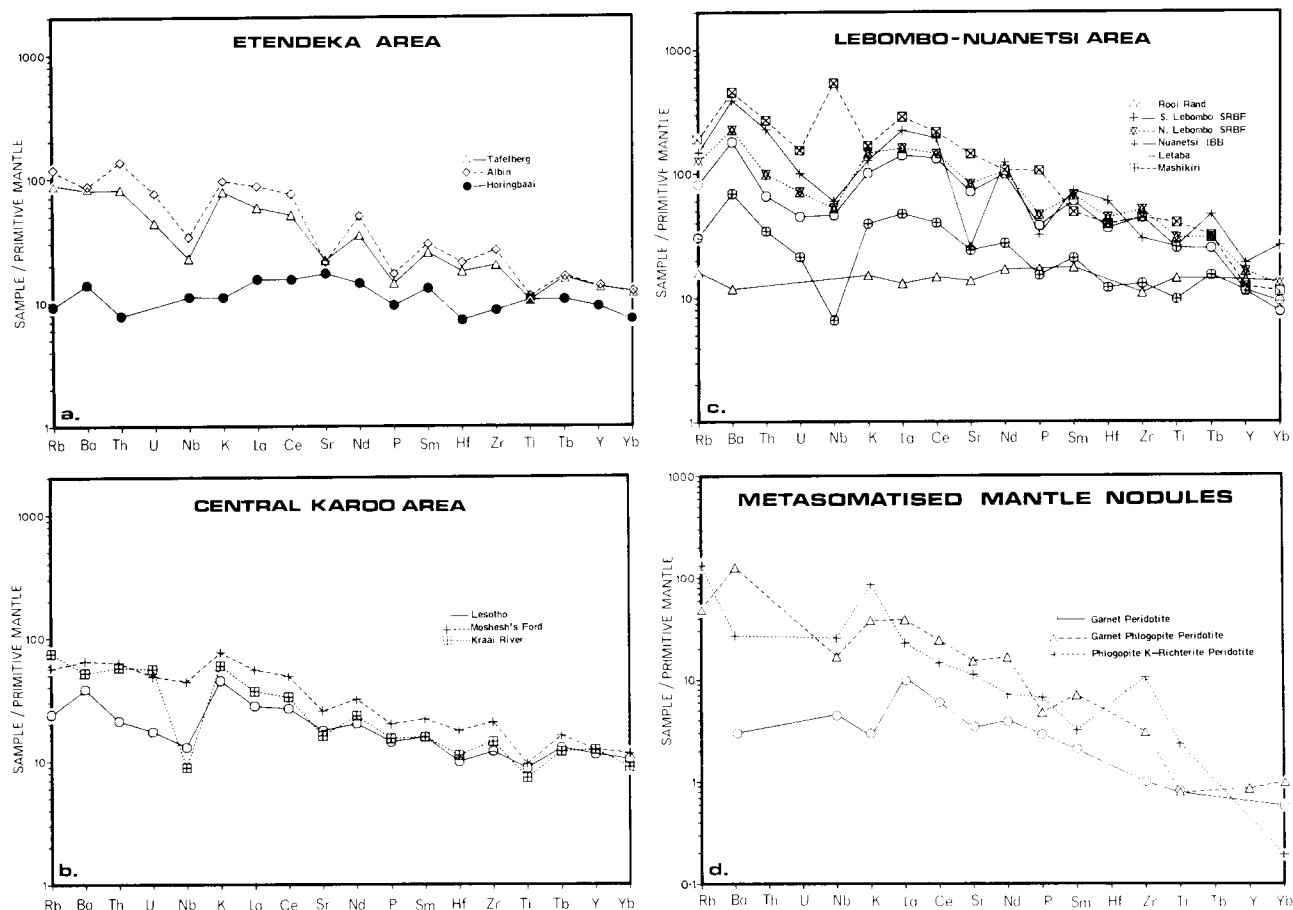 ETENDEKA AREA
1000
100
10
1
SAMPLE / PRIMITIVE MANTLE
Tafelberg
Albin
Horingbaai
a.
Rb Ba Th U Nb K La Ce Sr Nd P Sm Hf Zr Ti Tb Y Yb
LEBOMBO-NUANETSI AREA
1000
100
10
1
SAMPLE / PRIMITIVE MANTLE
Rooi Rand
S. Lebombo SRBF
N. Lebombo SRBF
Nuanetsi
Letaba
Mashikiri
c.
Rb Ba Th U Nb K La Ce Sr Nd P Sm Hf Zr Ti Tb Y Yb
CENTRAL KAROO AREA
1000
100
10
1
SAMPLE / PRIMITIVE MANTLE
Lesotho
Moshesh's Ford
Kraai River
b.
Rb Ba Th U Nb K La Ce Sr Nd P Sm Hf Zr Ti Tb Y Yb
METASOMATISED MANTLE NODULES
1000
100
10
1
0·1
SAMPLE / PRIMITIVE MANTLE
Garnet Peridotite
Garnet Phlogopite Peridotite
Phlogopite K-Richterite Peridotite
d.
Rb Ba Th U Nb K La Ce Sr Nd P Sm Hf Zr Ti Tb Y Yb